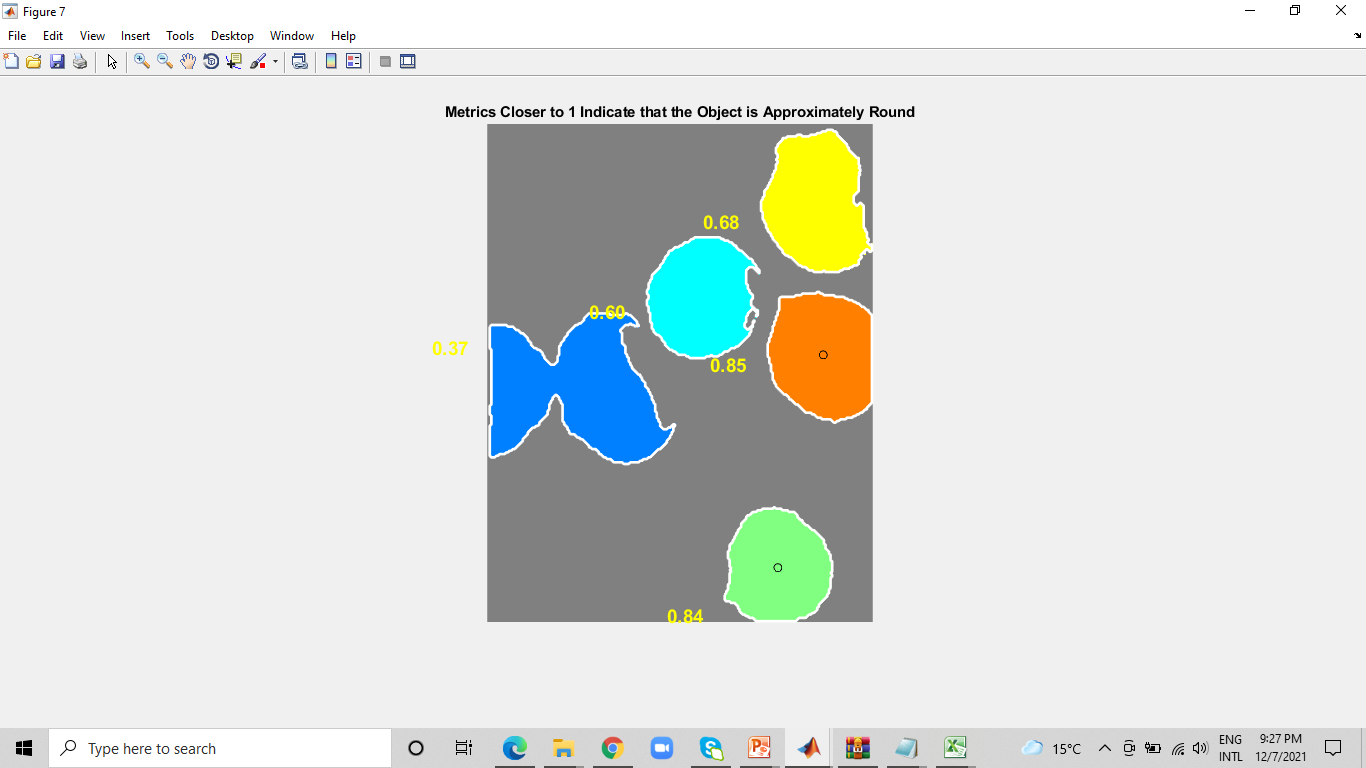 Figure 7
File Edit View Insert Tools Desktop Window Help
Metrics Closer to 1 Indicate that the Object is Approximately Round
0.68
0.60
0.37
0.85
0.84
Type here to search
15°C
ENG
INTL
9:27 PM
12/7/2021